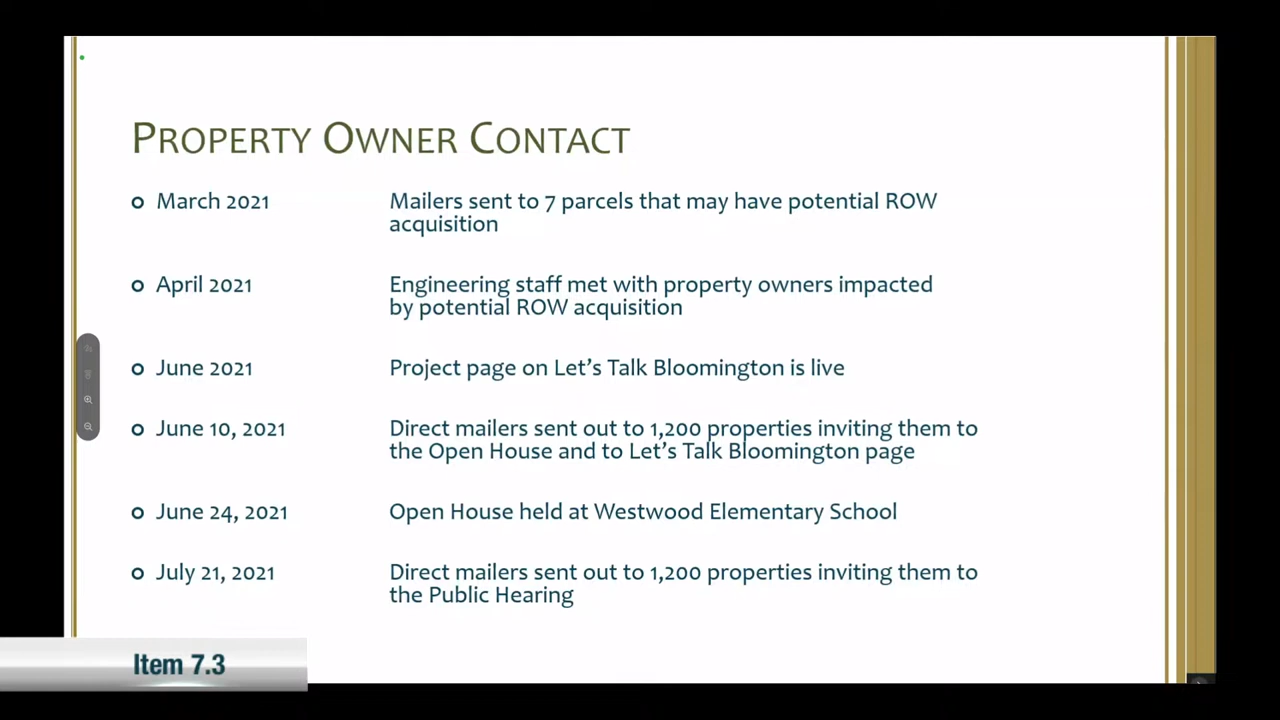 PROPERTY OWNER CONTACT
March 2021 Mailers sent to 7 parcels that may have potential ROW
acquisition
April 2021 Engineering staff met with property owners impacted
by potential ROW acquisition
June 2021 Project page on Let's Talk Bloomington is live
June 10, 2021 Direct mailers sent out to 1,200 properties inviting them to
the Open House and to Let's Talk Bloomington page
June 24, 2021 Open House held at Westwood Elementary School
July 21, 2021 Direct mailers sent out to 1,200 properties inviting them to
the Public Hearing
Item 7.3